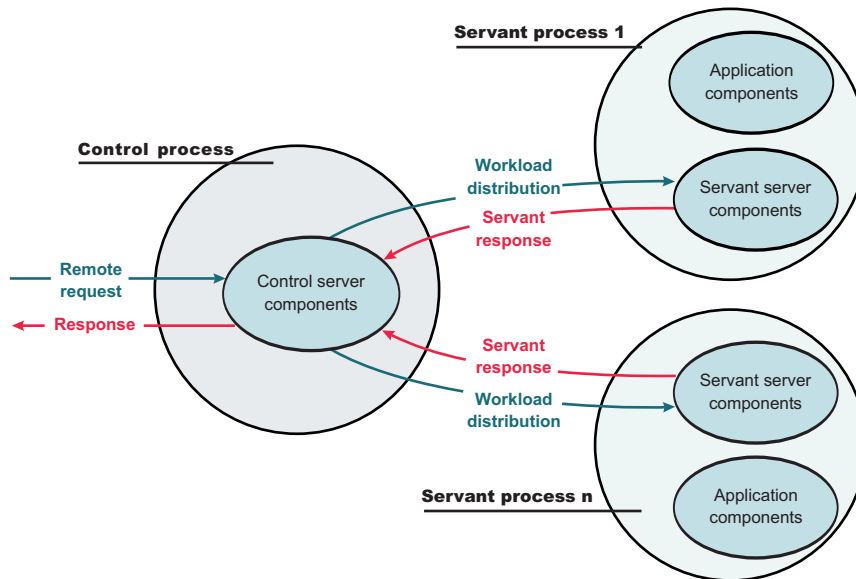 Servant process 1
Application
components
Control process
Workload
distribution
Servant server
components
Servant
response
Remote
request
Control server
components
Response
Servant
response
Servant server
components
Workload
distribution
Servant process n
Application
components